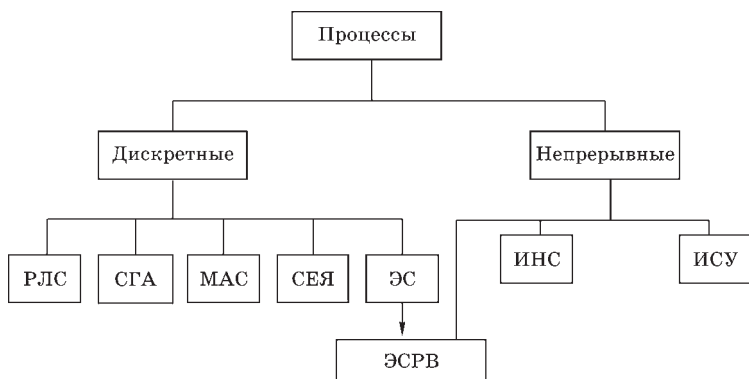 Процессы
Дискретные
Непрерывные
РЛС
СГА
МАС
СЕЯ
ЭС
ИНС
ИСУ
ЭСРВ